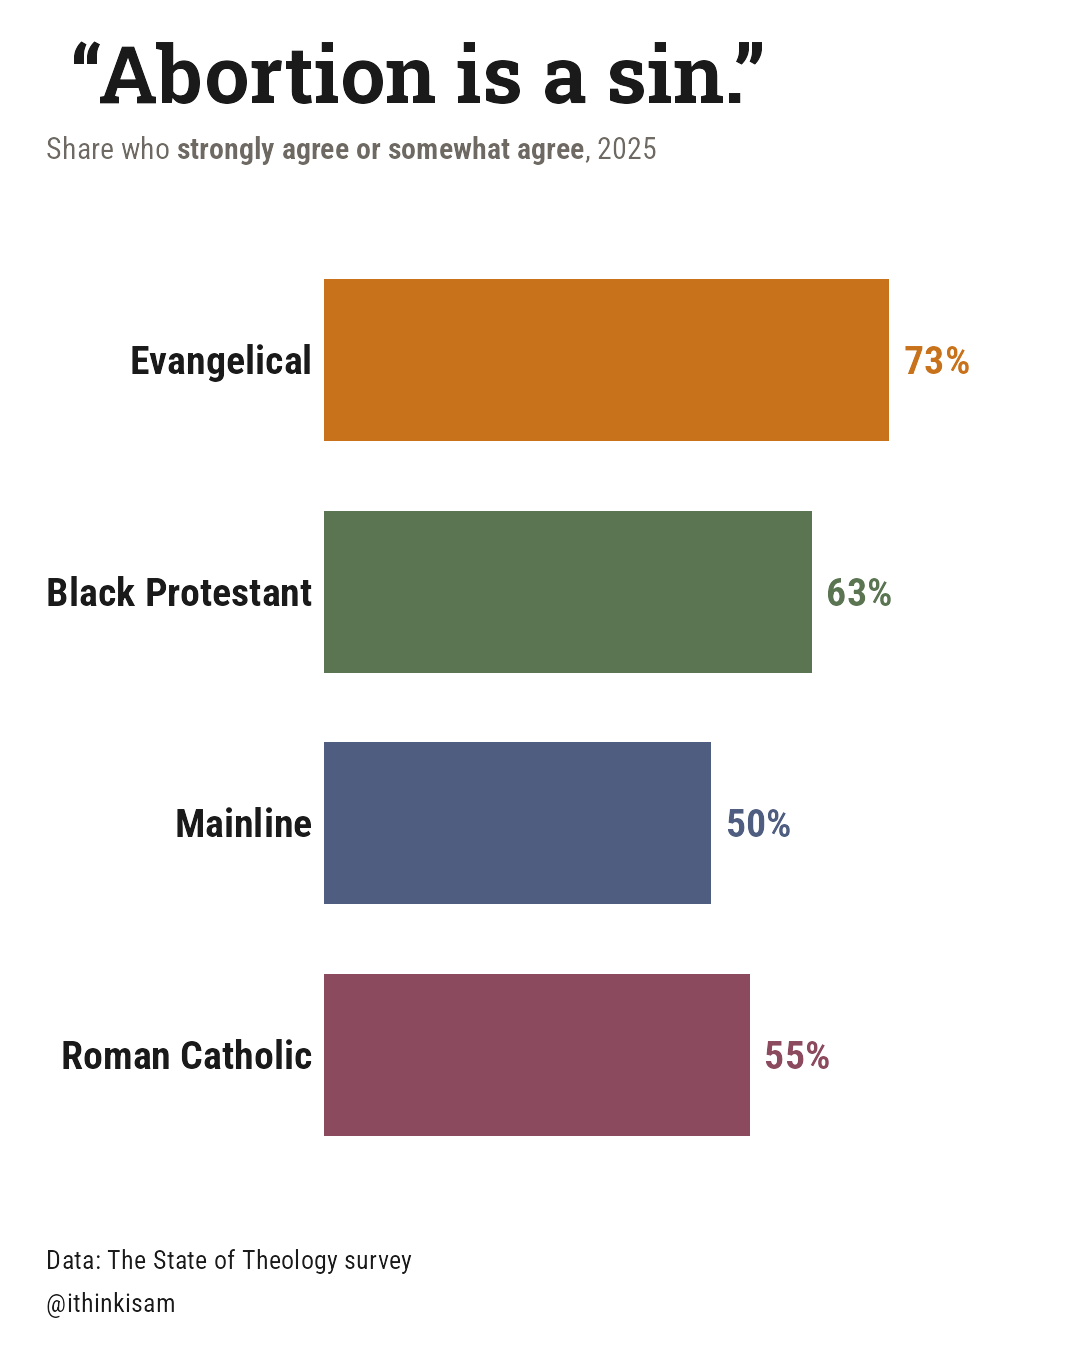 “Abortion is a sin.”
Share who strongly agree or somewhat agree, 2025
Evangelical 73%
Black Protestant 63%
Mainline 50%
Roman Catholic 55%
Data: The State of Theology survey
@ithinkisam